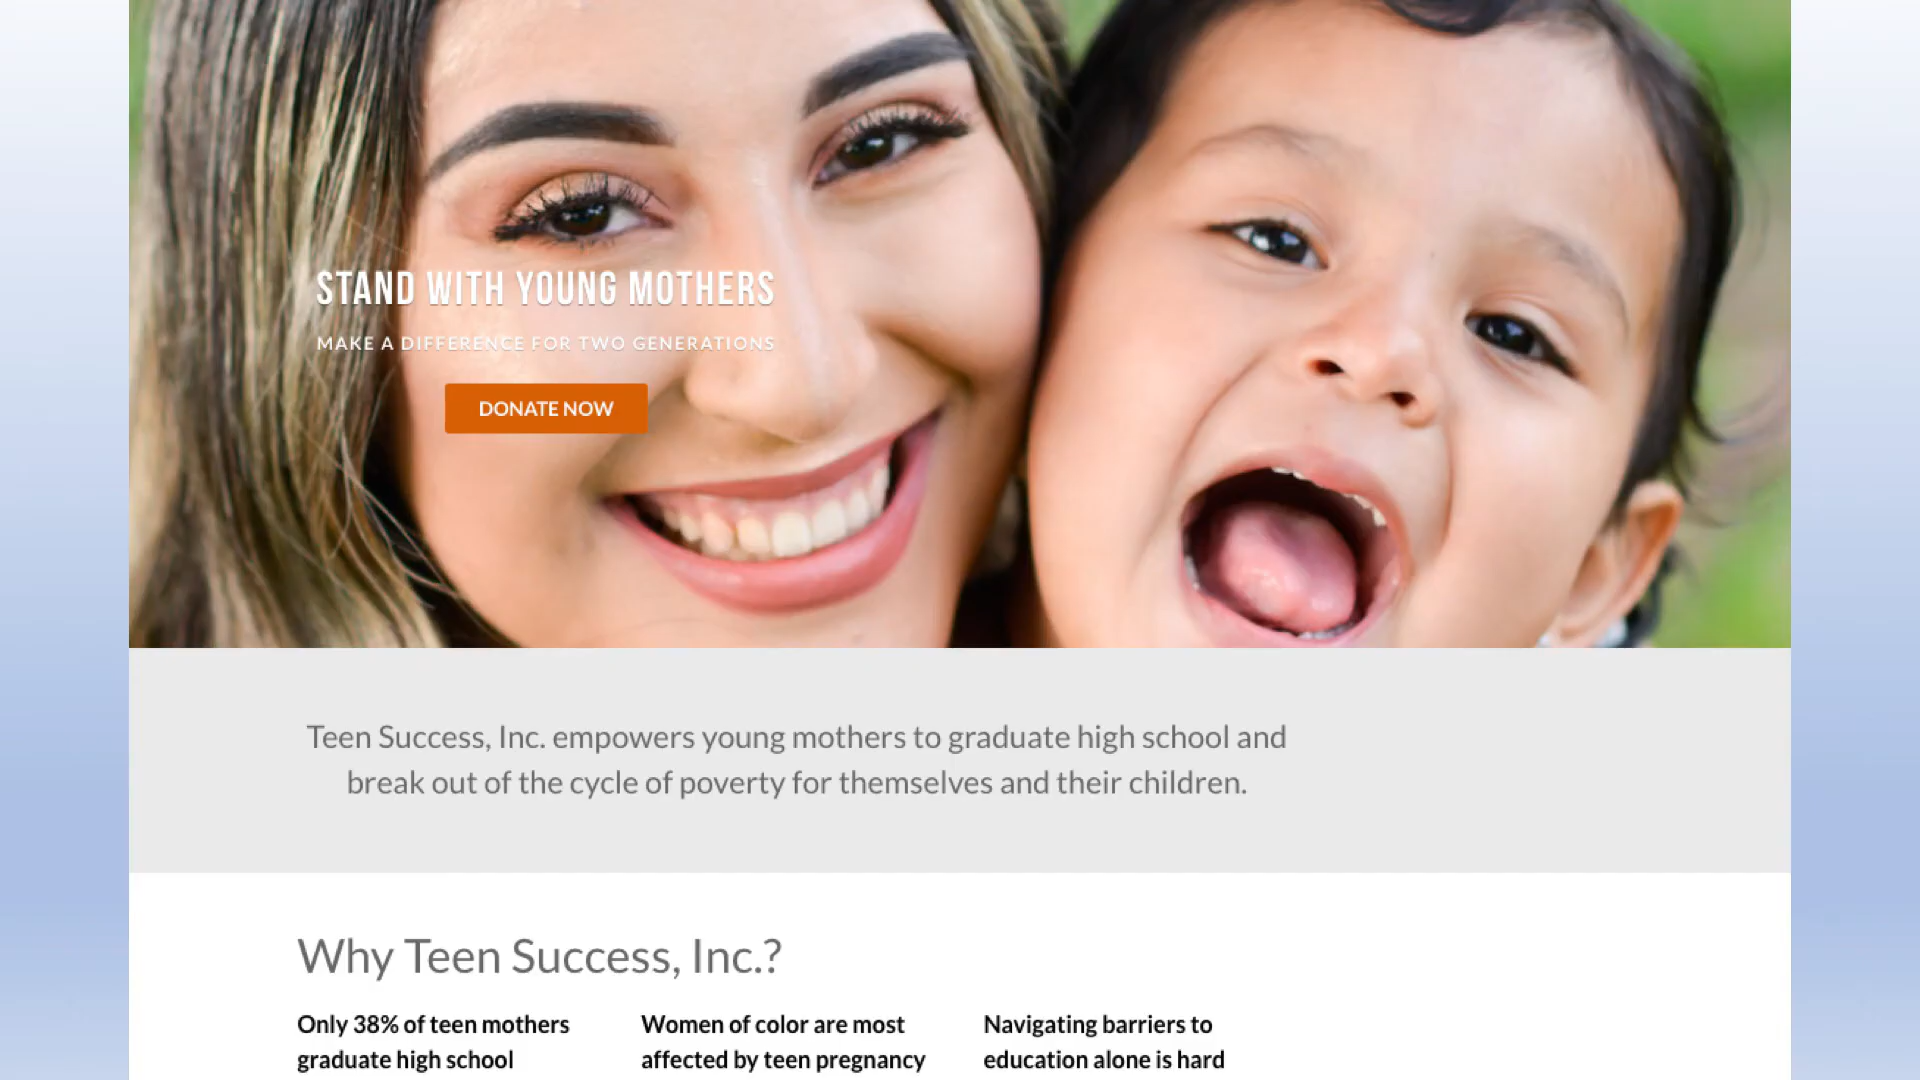 STAND WITH YOUNG MOTHERS
MAKE A DIFFERENCE FOR TWO GENERATIONS
DONATE NOW
Teen Success, Inc. empowers young mothers to graduate high school and
break out of the cycle of poverty for themselves and their children.
Why Teen Success, Inc.?
Only 38% of teen mothers
graduate high school
Women of color are most
affected by teen pregnancy
Navigating barriers to
education alone is hard